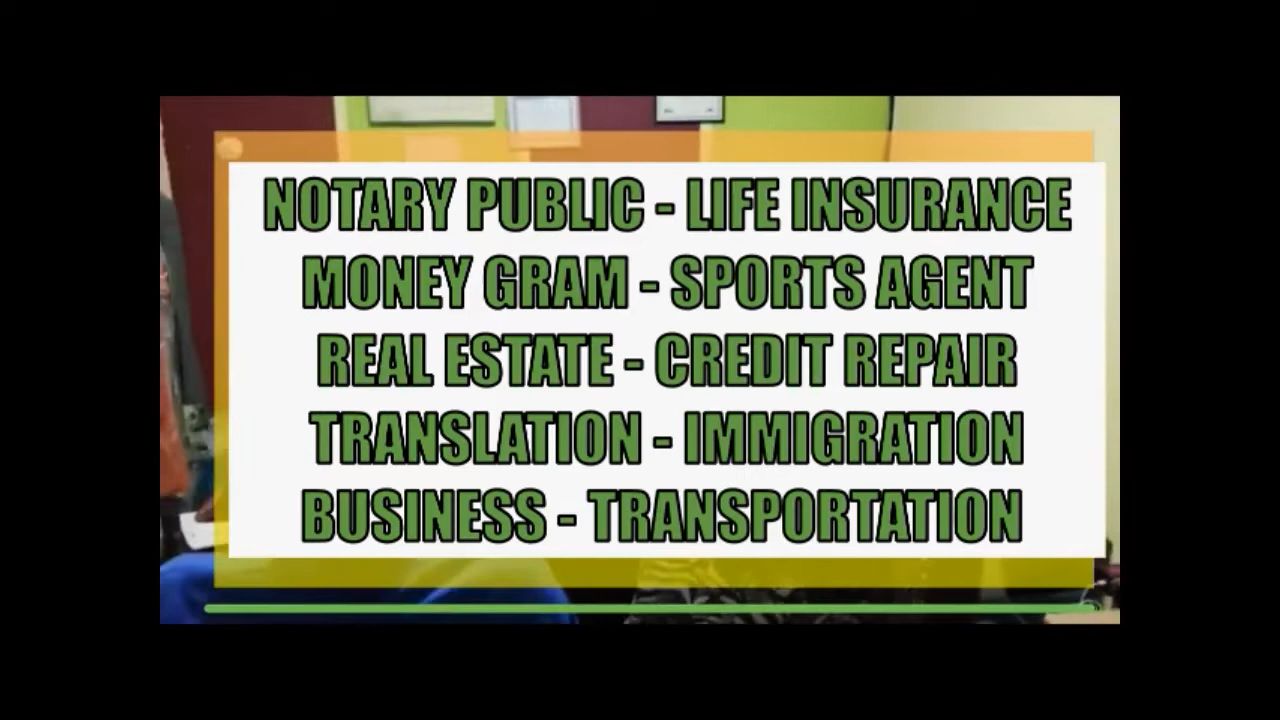 NOTARY PUBLIC - LIFE INSURANCE
MONEY GRAM - SPORTS AGENT
REAL ESTATE - CREDIT REPAIR
TRANSLATION - IMMIGRATION
BUSINESS - TRANSPORTATION